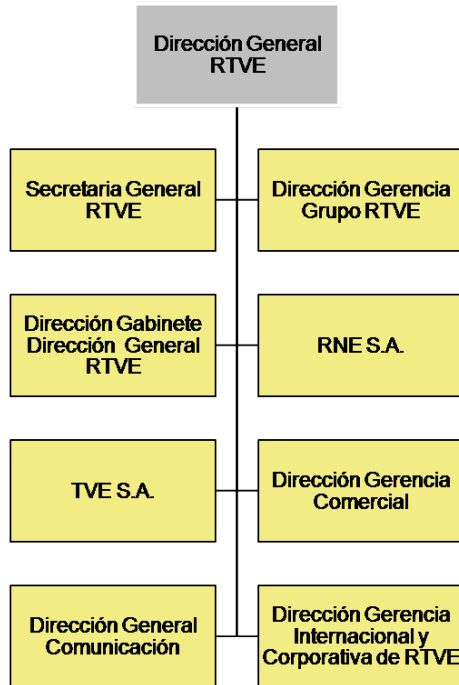 Dirección General
RTVE
Secretaria General
RTVE
Dirección Gerencia
Grupo RTVE
Dirección Gabinete
Dirección General
RTVE
RNE S.A.
TVE S.A.
Dirección Gerencia
Comercial
Dirección General
Comunicación
Dirección Gerencia
Internacional y
Corporativa de RTVE